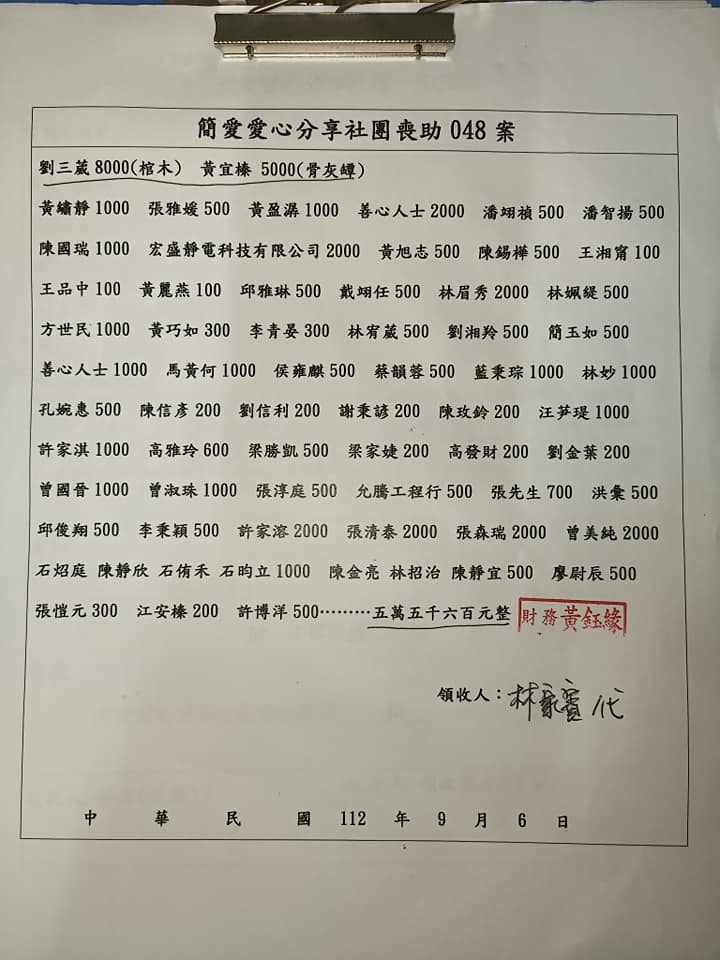 簡愛愛心分享社團喪助 048 案
劉三葳 8000(棺木) 黃宜榛 5000(骨灰罈)
黃繡靜 1000 張雅媛 500 黃盈潺 1000 善心人士 2000 潘翊禎 500 潘智揚 500
陳國瑞 1000 宏盛靜電科技有限公司 2000 黃旭志 500 陳錫樺 500 王湘甯 100
王品中 100 黃麗燕 100 邱雅琳 500 戴翊任 500 林眉秀 2000 林姵緹 500
方世民 1000 黃巧如 300 李青晏 300 林宥葳 500 劉湘羚 500 簡玉如 500
善心人士 1000 馬黃何 1000 侯雍麒 500 蔡韻蓉 500 藍秉琮 1000 林妙 1000
孔婉惠 500 陳信彥 200 劉信利 200 謝秉諺 200 陳玫鈴 200 汪笋瑅 1000
許家淇 1000 高雅玲 600 梁勝凱 500 梁家婕 200 高發財 200 劉金葉 200
曾國晉 1000 曾淑珠 1000 張淳庭 500 允騰工程行 500 張先生 700 洪彙 500
邱俊翔 500 李秉穎 500 許家溶 2000 張清泰 2000 張森瑞 2000 曾美純 2000
石炤庭 陳靜欣 石侑禾 石昀立 1000 陳金亮 林招治 陳靜宜 500 廖尉辰 500
張愷元 300 江安榛 200 許博洋 500⋯⋯⋯五萬五千六百元整 財務 黃鈺緣
領收人：林 代
中 華 民 國 112 年 9 月 6 日